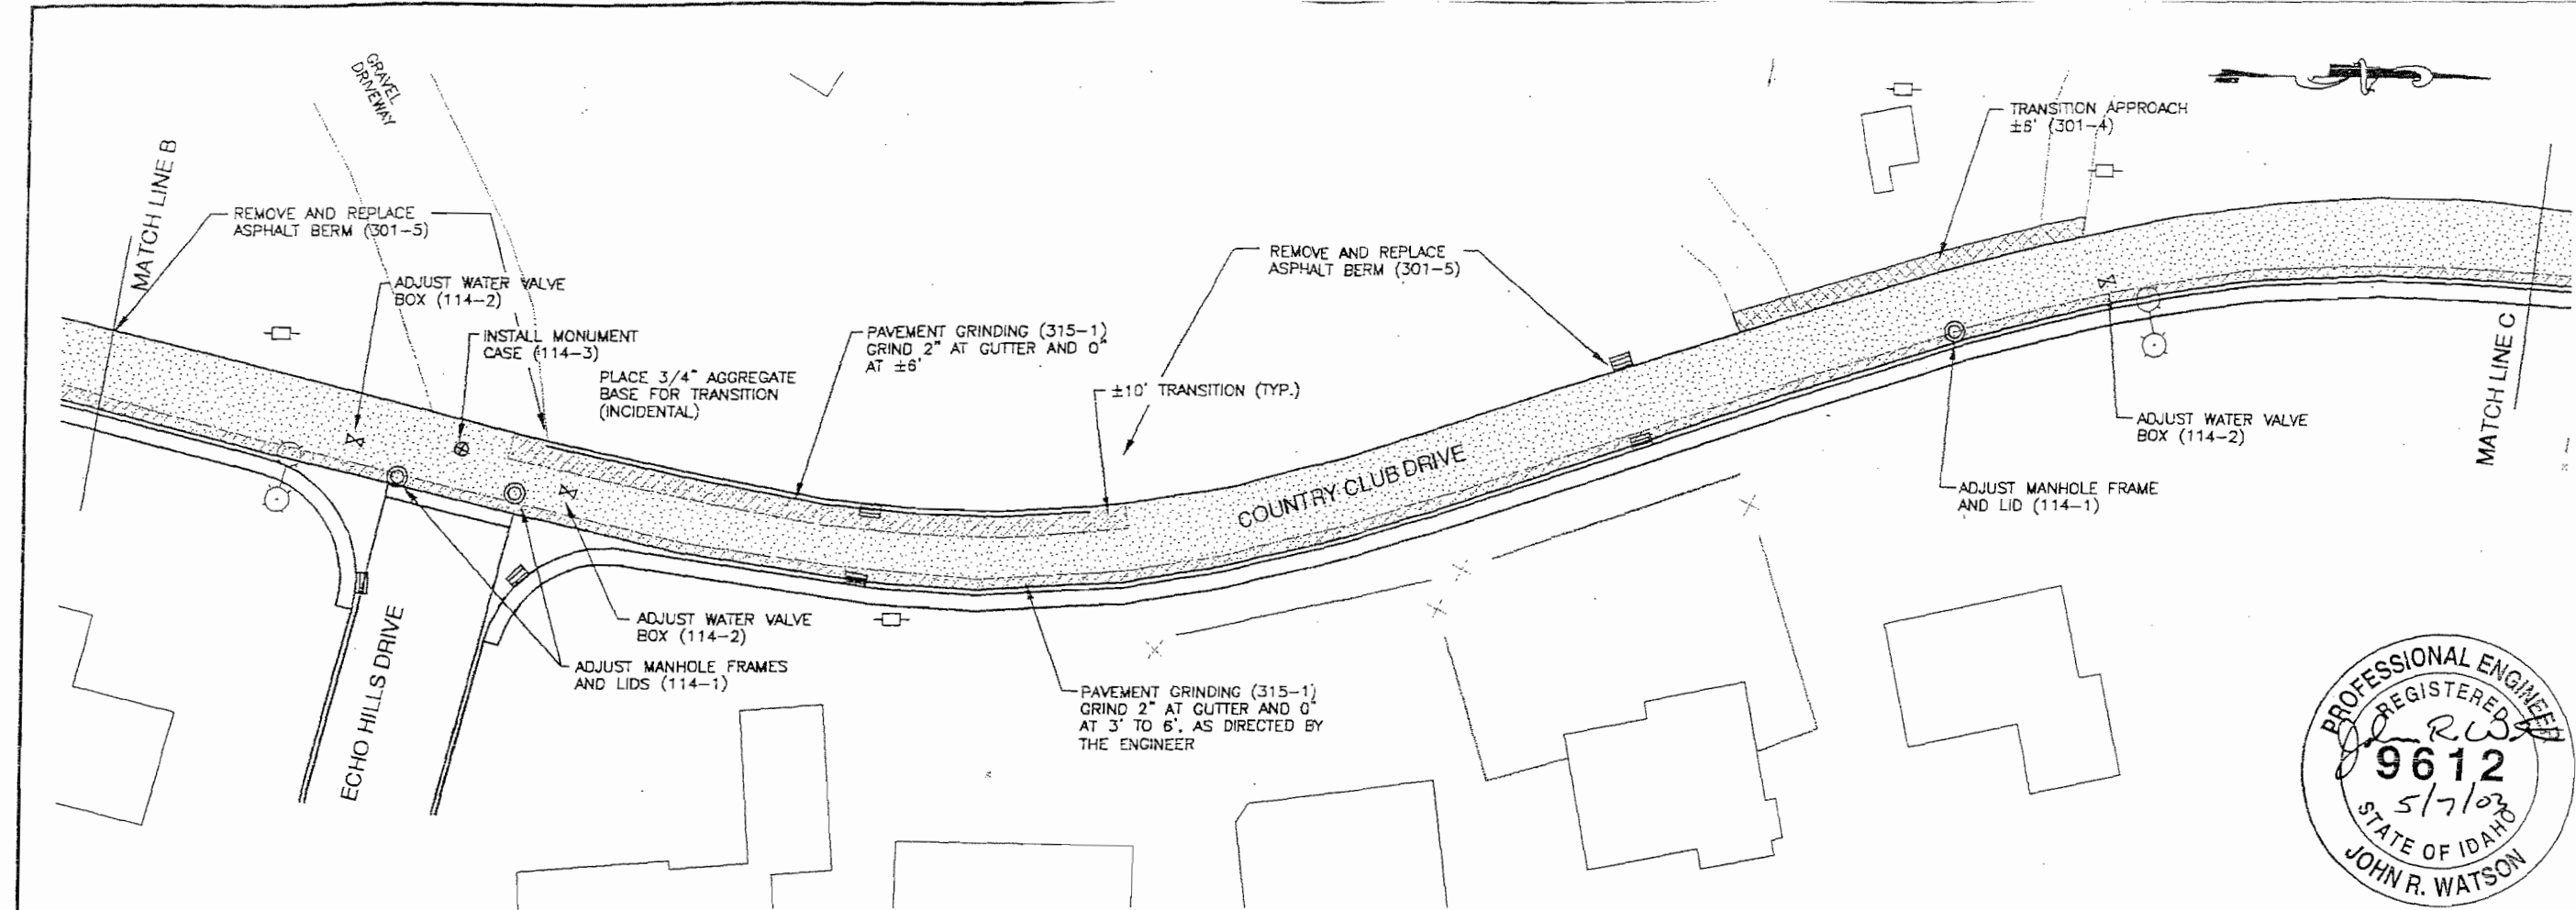 GRAVEL
DRIVEWAY
MATCH LINE B
REMOVE AND REPLACE
ASPHALT BERM (301-5)
ADJUST WATER VALVE
BOX (114-2)
INSTALL MONUMENT
CASE (114-3)
PLACE 3/4" AGGREGATE
BASE FOR TRANSITION
(INCIDENTAL)
PAVEMENT GRINDING (315-1)
GRIND 2" AT GUTTER AND 0"
AT ±6'
±10' TRANSITION (TYP.)
REMOVE AND REPLACE
ASPHALT BERM (301-5)
TRANSITION APPROACH
±6' (301-4)
COUNTRY CLUB DRIVE
ADJUST WATER VALVE
BOX (114-2)
MATCH LINE C
ADJUST MANHOLE FRAME
AND LID (114-1)
ECHO HILLS DRIVE
ADJUST WATER VALVE
BOX (114-2)
ADJUST MANHOLE FRAMES
AND LIDS (114-1)
PAVEMENT GRINDING (315-1)
GRIND 2" AT GUTTER AND 0"
AT 3' TO 6', AS DIRECTED BY
THE ENGINEER
PROFESSIONAL ENGINEER
REGISTERED
9612
5/7/03
STATE OF IDAHO
JOHN R. WATSON